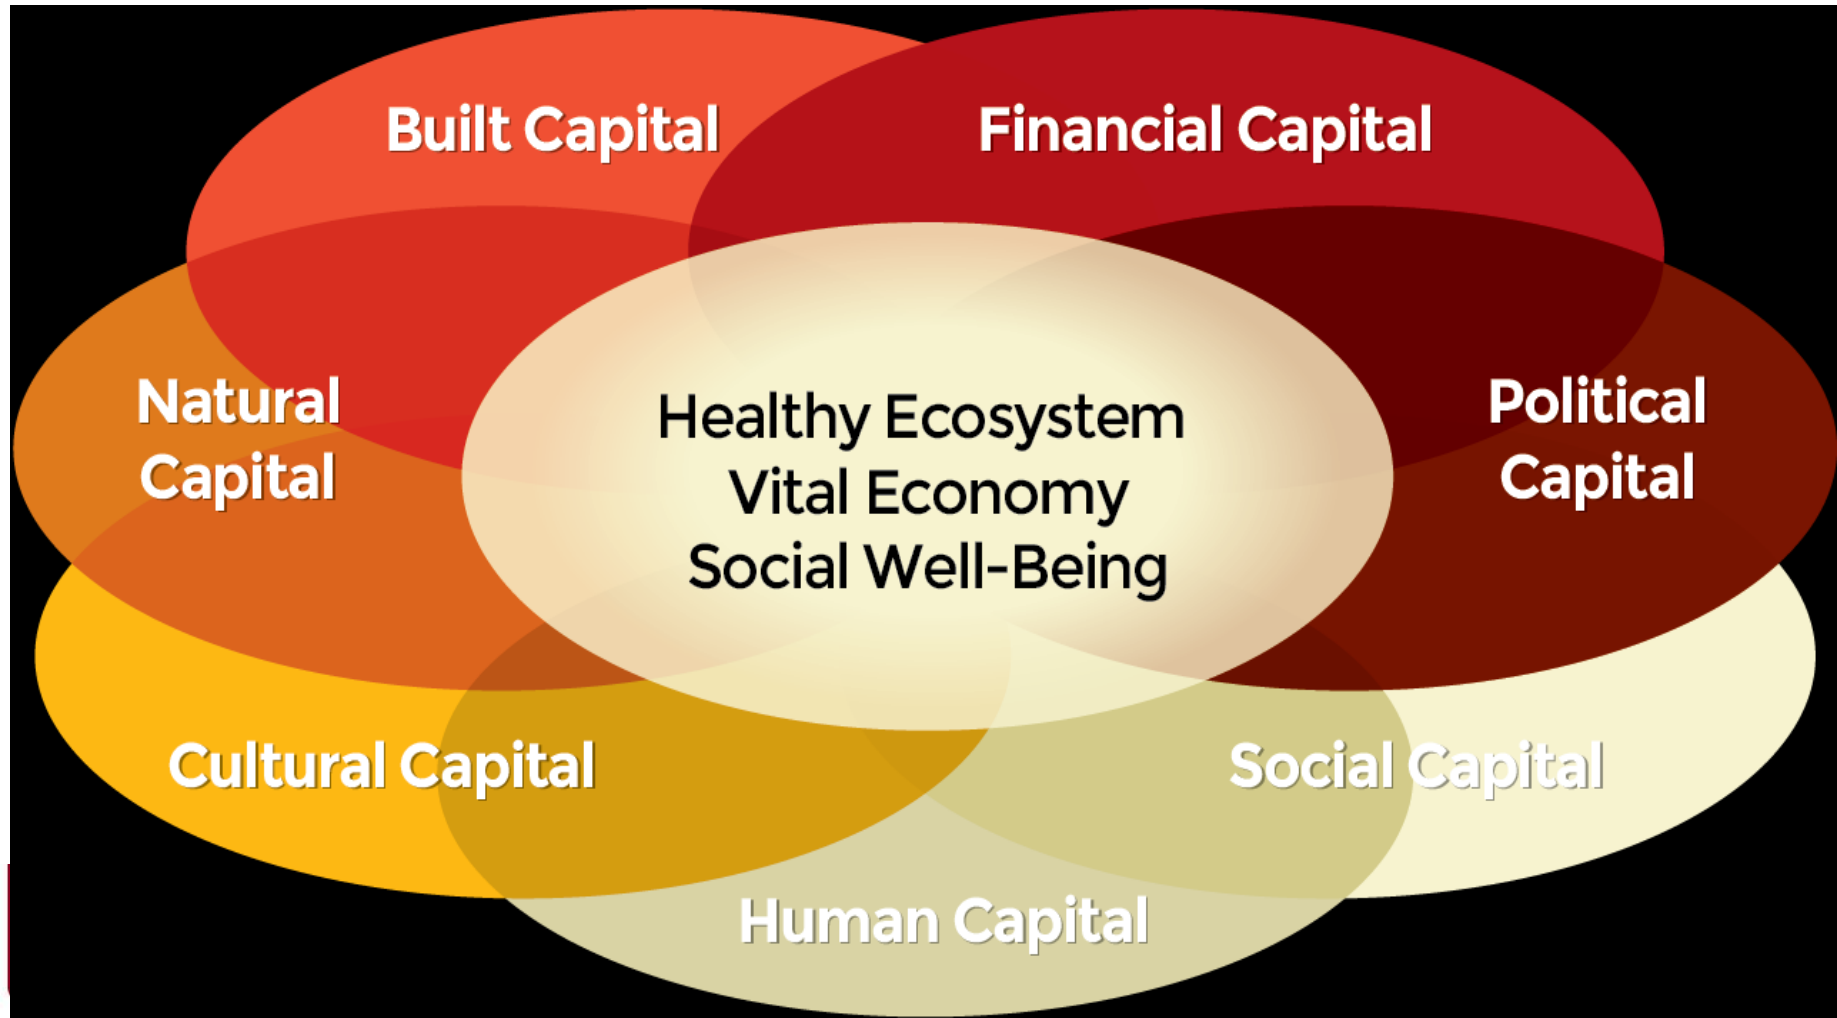 Built Capital
Financial Capital
Natural
Capital
Healthy Ecosystem
Vital Economy
Social Well-Being
Political
Capital
Cultural Capital
Social Capital
Human Capital